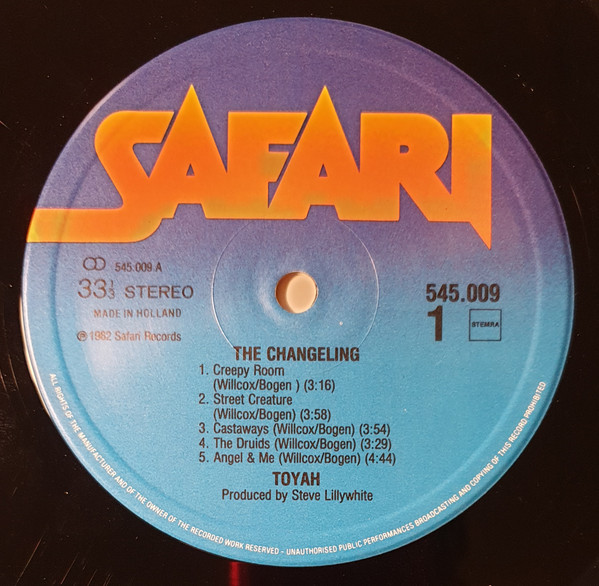 SAFARI
545.009 A
33⅓ STEREO
MADE IN HOLLAND
℗ 1982 Safari Records
545.009
1
STEMRA
THE CHANGELING
1. Creepy Room
(Willcox/Bogen ) (3:16)
2. Street Creature
(Willcox/Bogen) (3:58)
3. Castaways (Willcox/Bogen) (3:54)
4. The Druids (Willcox/Bogen) (3:29)
5. Angel & Me (Willcox/Bogen) (4:44)
TOYAH
Produced by Steve Lillywhite
ALL RIGHTS OF THE MANUFACTURER AND OF THE OWNER OF THE RECORDED WORK RESERVED - UNAUTHORISED PUBLIC PERFORMANCES BROADCASTING AND COPYING OF THIS RECORD PROHIBITED